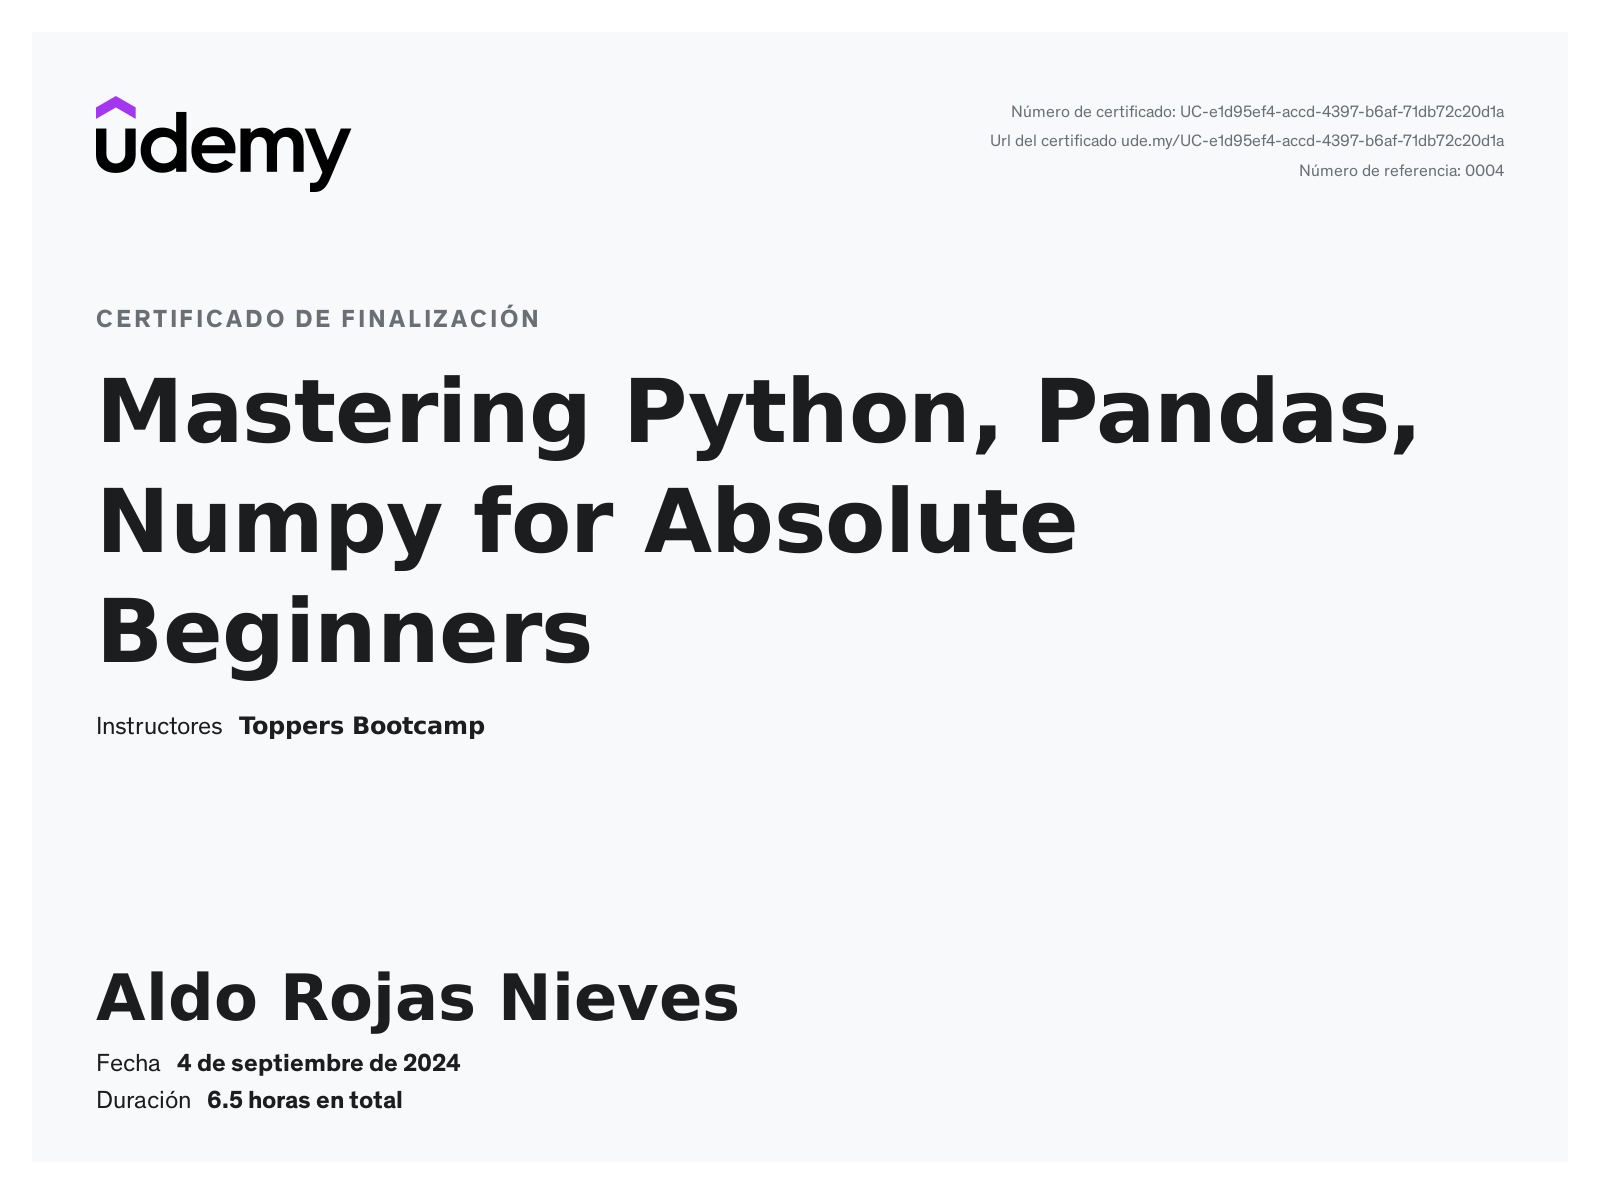 udemy
Número de certificado: UC-e1d95ef4-accd-4397-b6af-71db72c20d1a
Url del certificado ude.my/UC-e1d95ef4-accd-4397-b6af-71db72c20d1a
Número de referencia: 0004
CERTIFICADO DE FINALIZACIÓN
Mastering Python, Pandas,
Numpy for Absolute
Beginners
Instructores Toppers Bootcamp
Aldo Rojas Nieves
Fecha 4 de septiembre de 2024
Duración 6.5 horas en total